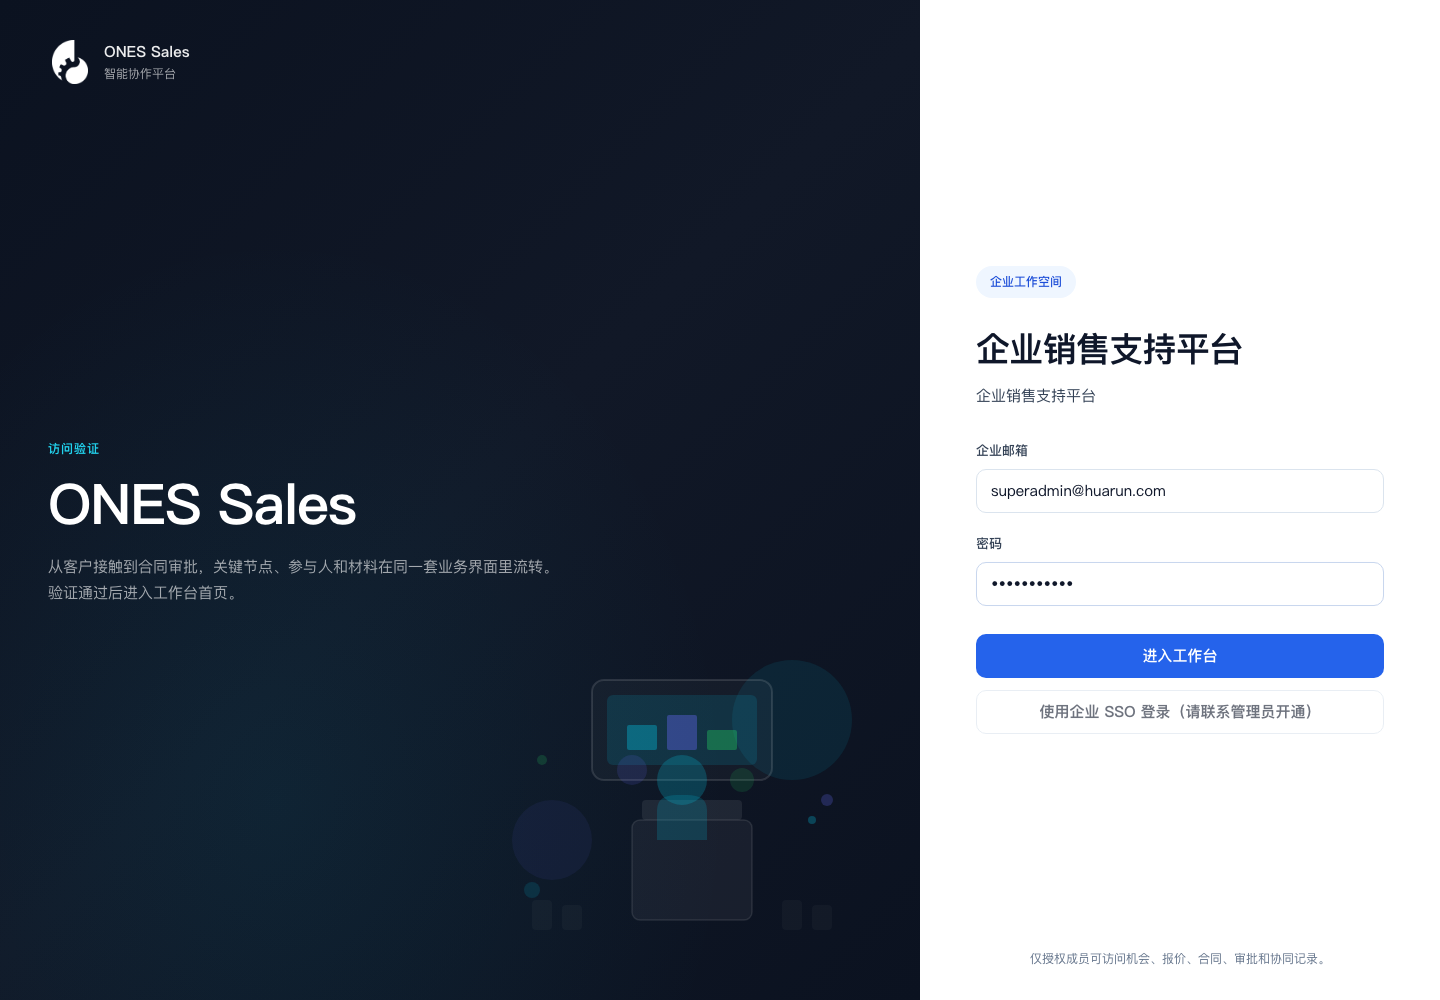 ONES Sales
智能协作平台
访问验证
ONES Sales
从客户接触到合同审批，关键节点、参与人和材料在同一套业务界面里流转。
验证通过后进入工作台首页。
企业工作空间
企业销售支持平台
企业销售支持平台
企业邮箱
superadmin@huarun.com
密码
•••••••••••
进入工作台
使用企业 SSO 登录（请联系管理员开通）
仅授权成员可访问机会、报价、合同、审批和协同记录。